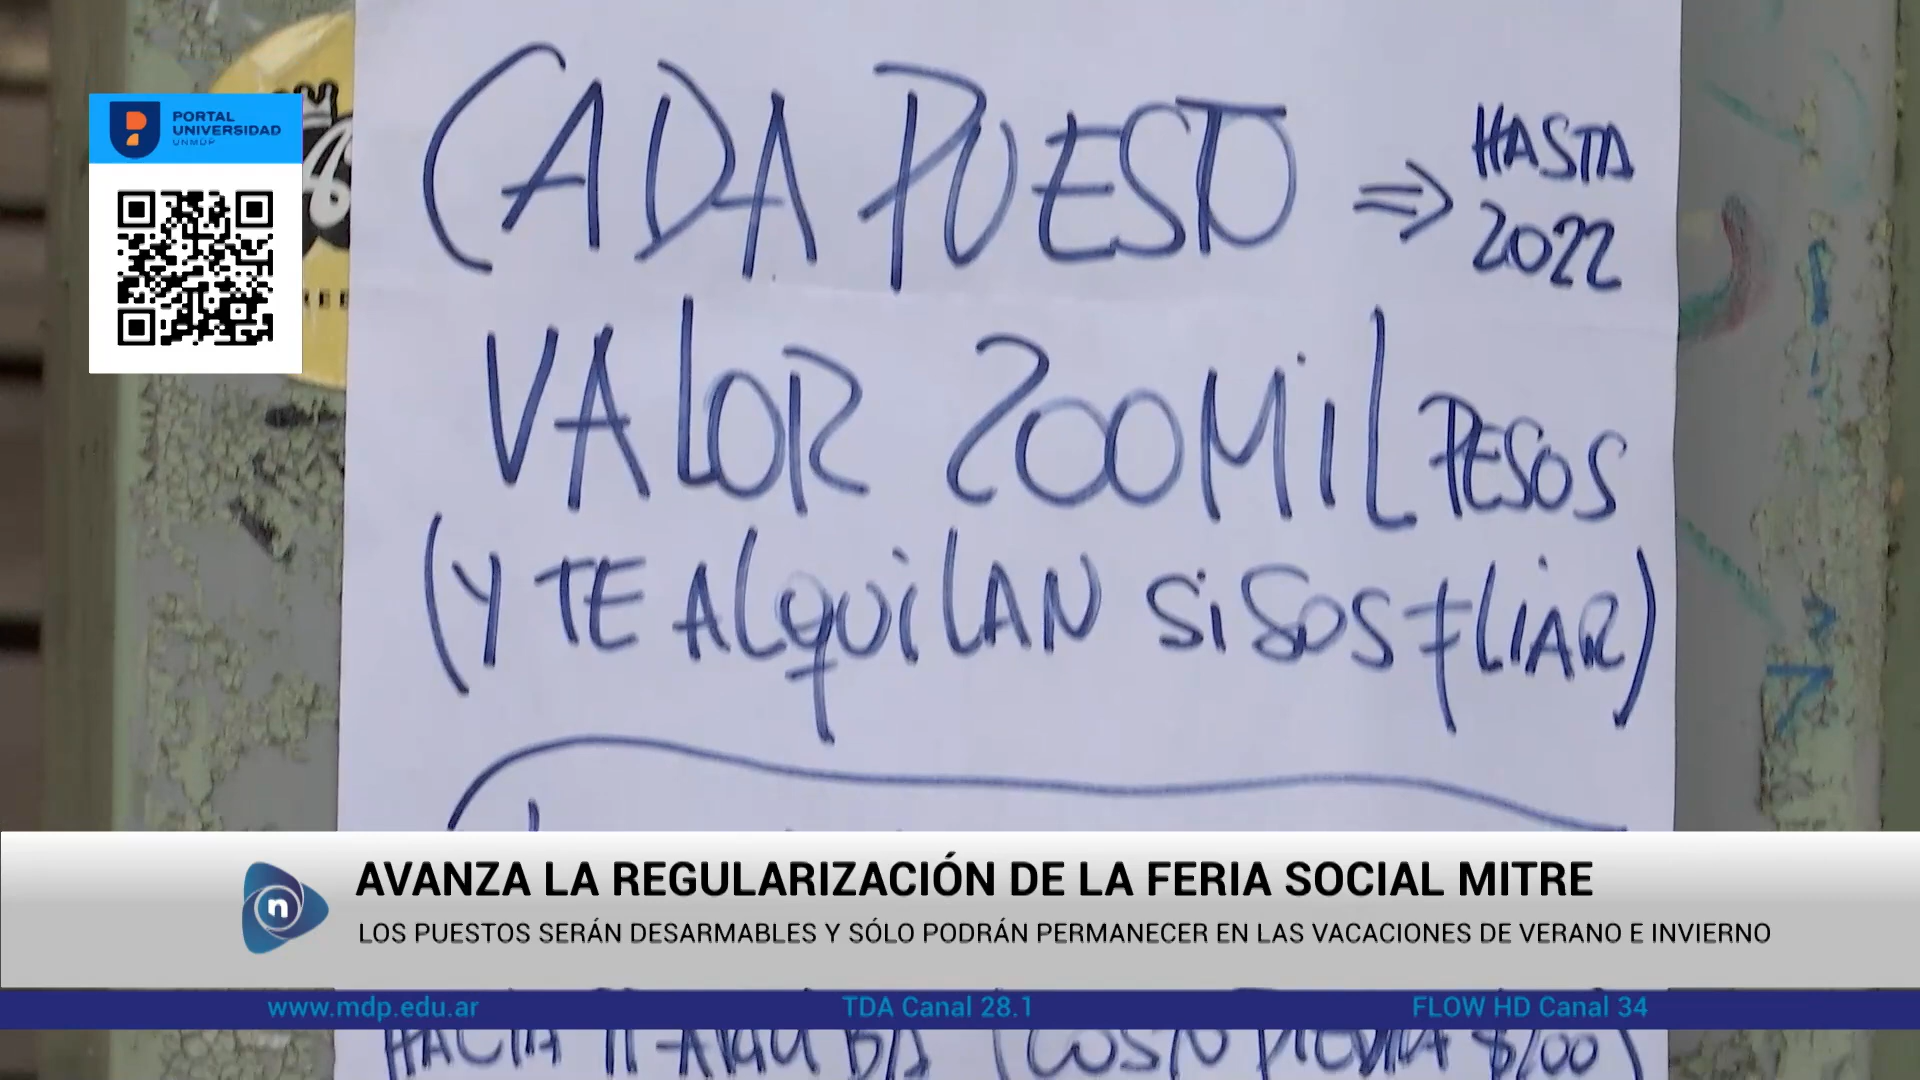 PORTAL
UNIVERSIDAD
UNMDP
CADA PUESTO => HASTA
2022
VALOR 200 MIL PESOS
(Y TE ALQUILAN SI SOS FLIAR)
AVANZA LA REGULARIZACIÓN DE LA FERIA SOCIAL MITRE
n
LOS PUESTOS SERÁN DESARMABLES Y SÓLO PODRÁN PERMANECER EN LAS VACACIONES DE VERANO E INVIERNO
www.mdp.edu.ar TDA Canal 28.1 FLOW HD Canal 34